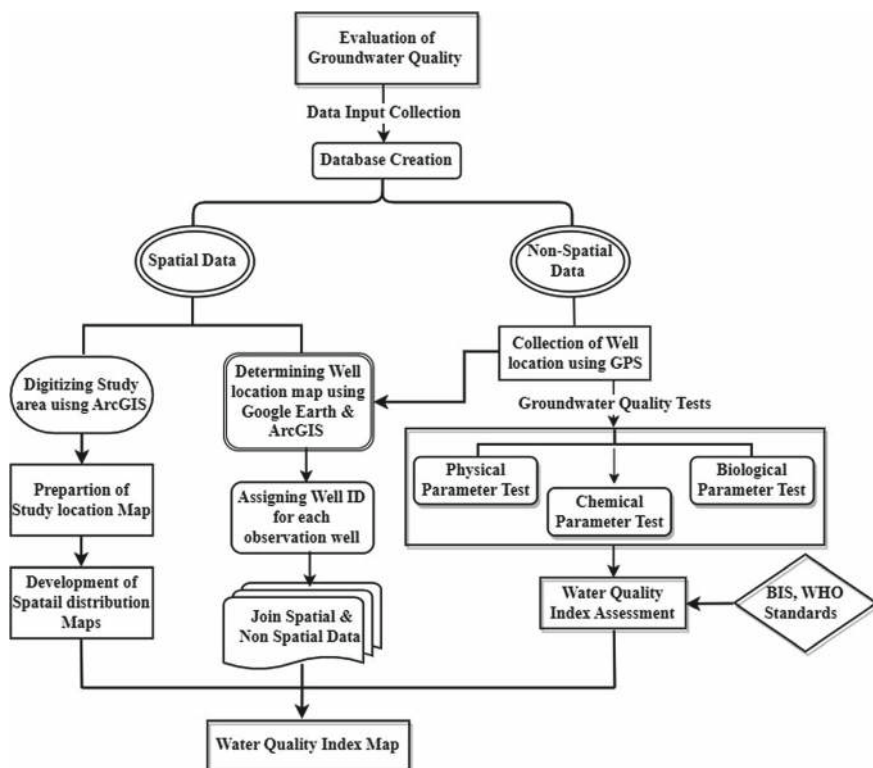 Evaluation of
Groundwater Quality
Data Input Collection
Database Creation
Spatial Data
Non-Spatial
Data
Digitizing Study
area uisng ArcGIS
Determining Well
location map using
Google Earth &
ArcGIS
Collection of Well
location using GPS
Groundwater Quality Tests
Physical
Parameter Test
Chemical
Parameter Test
Biological
Parameter Test
Prepartion of
Study location Map
Assigning Well ID
for each
observation well
Development of
Spatail distribution
Maps
Join Spatial &
Non Spatial Data
Water Quality
Index Assessment
BIS, WHO
Standards
Water Quality Index Map